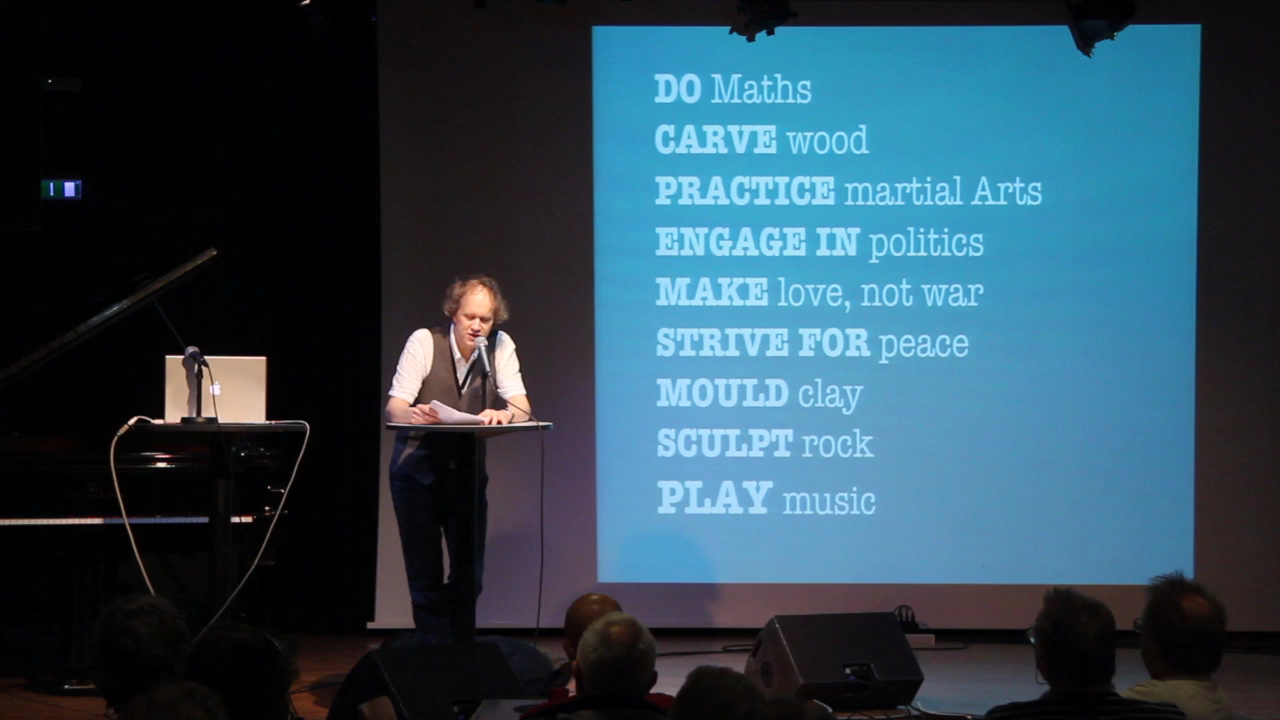 DO Maths
CARVE wood
PRACTICE martial Arts
ENGAGE IN politics
MAKE love, not war
STRIVE FOR peace
MOULD clay
SCULPT rock
PLAY music